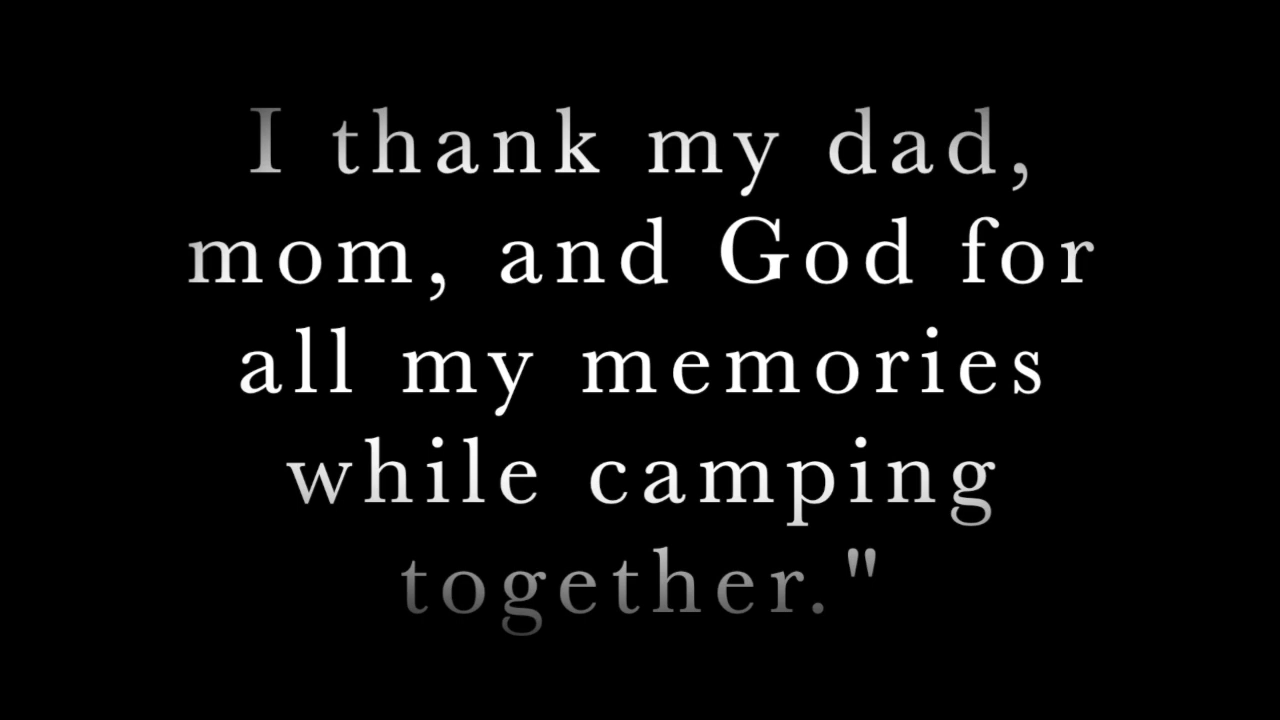 I thank my dad,
mom, and God for
all my memories
while camping
together."